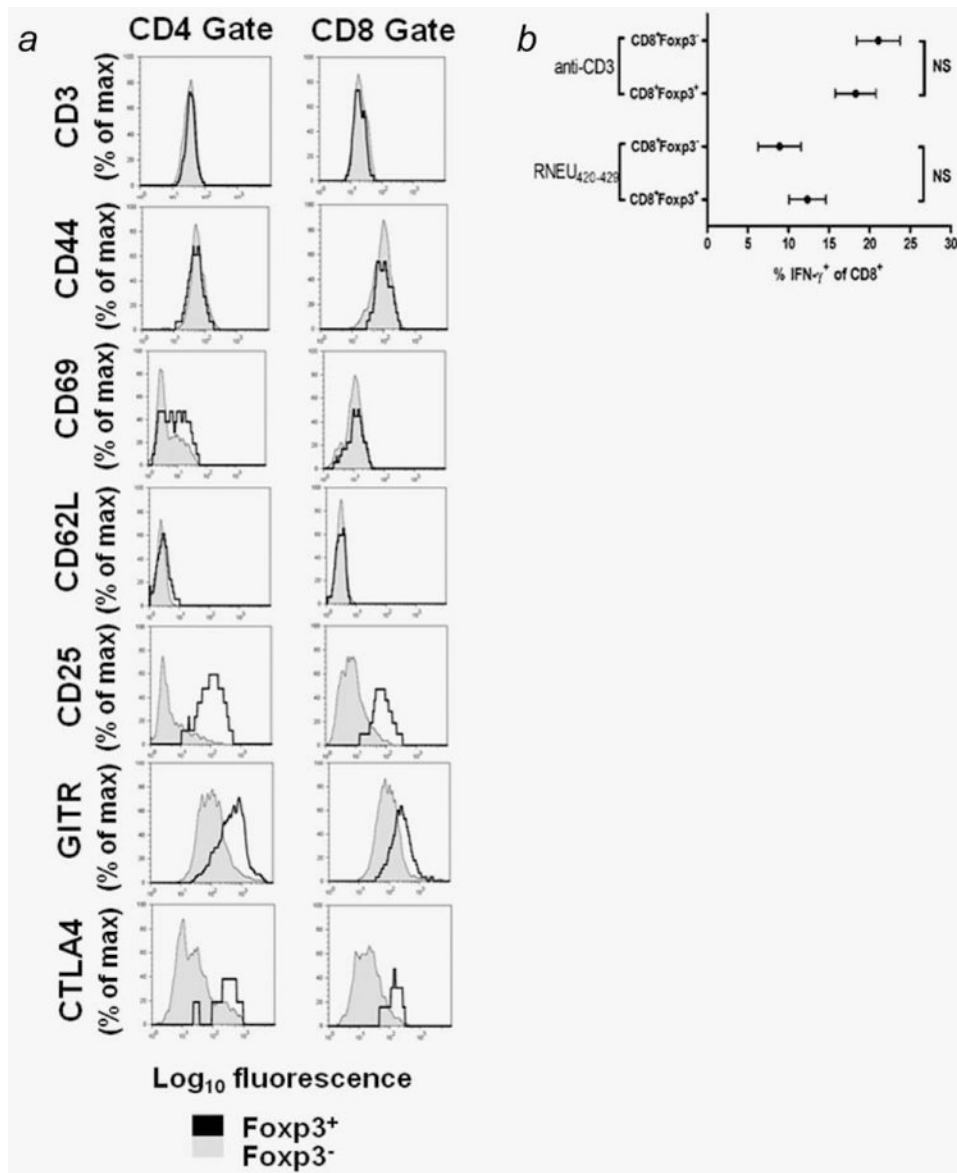 a
CD4 Gate CD8 Gate
CD3
(% of max)
CD44
(% of max)
CD69
(% of max)
CD62L
(% of max)
CD25
(% of max)
GITR
(% of max)
CTLA4
(% of max)
Log₁₀ fluorescence
Foxp3⁺
Foxp3⁻
b
anti-CD3
CD8⁺Foxp3⁻
CD8⁺Foxp3⁺
NS
RNEU₄₂₀₋₄₂₉
CD8⁺Foxp3⁻
CD8⁺Foxp3⁺
NS
0 5 10 15 20 25 30
% IFN-γ⁺ of CD8⁺